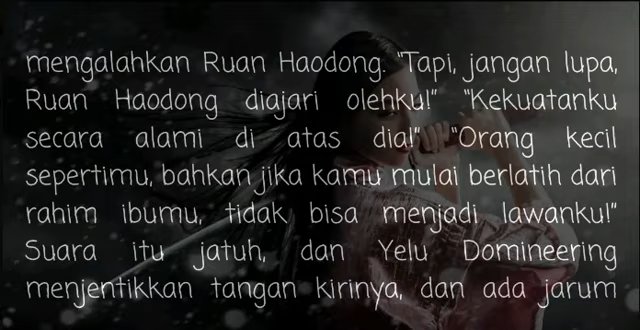 mengalahkan Ruan Haodong. “Tapi, jangan lupa,
Ruan Haodong diajari olehku!” “Kekuatanku
secara alami di atas dia!” “Orang kecil
sepertimu, bahkan jika kamu mulai berlatih dari
rahim ibumu, tidak bisa menjadi lawanku!”
Suara itu jatuh, dan Yelu Domineering
menjentikkan tangan kirinya, dan ada jarum